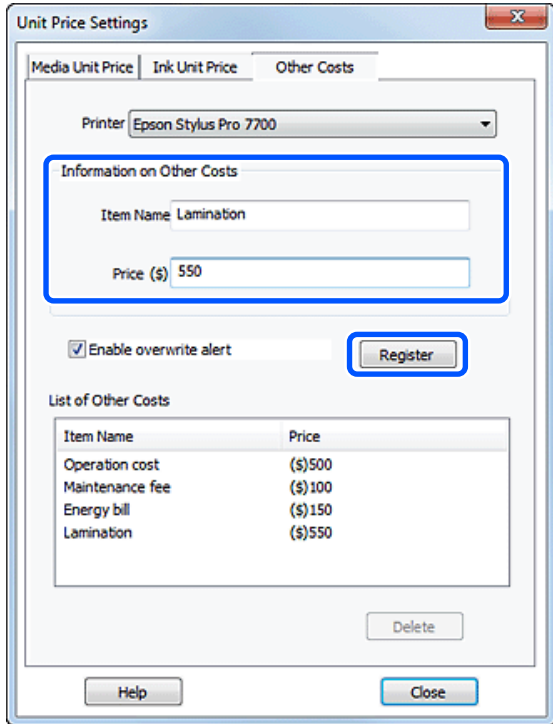 Unit Price Settings
Media Unit Price Ink Unit Price Other Costs
Printer Epson Stylus Pro 7700
Information on Other Costs
Item Name Lamination
Price ($) 550
Enable overwrite alert Register
List of Other Costs
Item Name Price
Operation cost ($)500
Maintenance fee ($)100
Energy bill ($)150
Lamination ($)550
Delete
Help Close